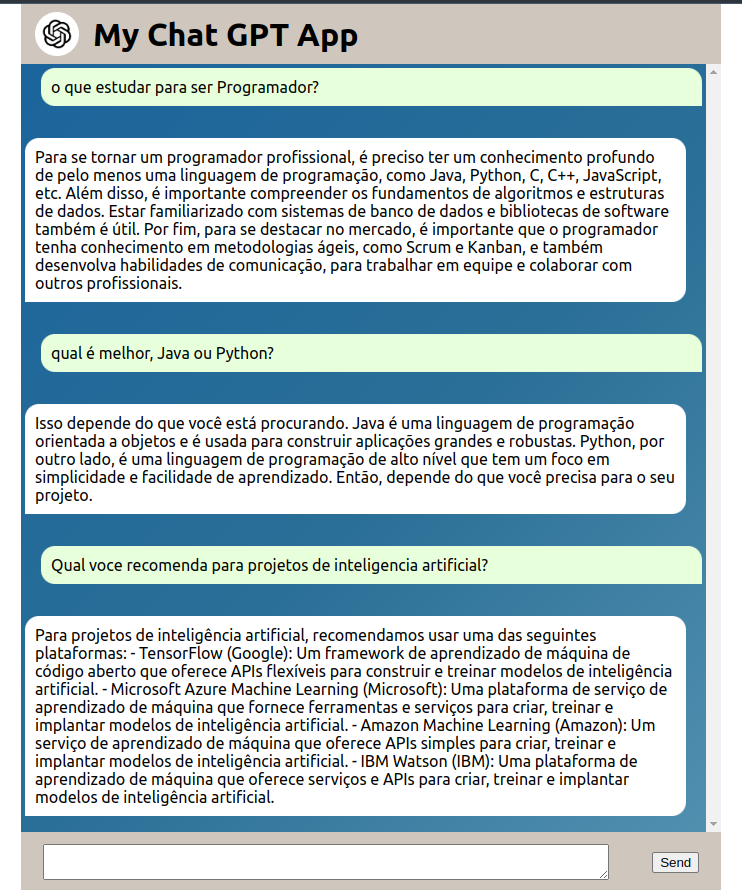 My Chat GPT App
o que estudar para ser Programador?
Para se tornar um programador profissional, é preciso ter um conhecimento profundo
de pelo menos uma linguagem de programação, como Java, Python, C, C++, JavaScript,
etc. Além disso, é importante compreender os fundamentos de algoritmos e estruturas
de dados. Estar familiarizado com sistemas de banco de dados e bibliotecas de software
também é útil. Por fim, para se destacar no mercado, é importante que o programador
tenha conhecimento em metodologias ágeis, como Scrum e Kanban, e também
desenvolva habilidades de comunicação, para trabalhar em equipe e colaborar com
outros profissionais.
qual é melhor, Java ou Python?
Isso depende do que você está procurando. Java é uma linguagem de programação
orientada a objetos e é usada para construir aplicações grandes e robustas. Python, por
outro lado, é uma linguagem de programação de alto nível que tem um foco em
simplicidade e facilidade de aprendizado. Então, depende do que você precisa para o seu
projeto.
Qual voce recomenda para projetos de inteligencia artificial?
Para projetos de inteligência artificial, recomendamos usar uma das seguintes
plataformas: - TensorFlow (Google): Um framework de aprendizado de máquina de
código aberto que oferece APIs flexíveis para construir e treinar modelos de inteligência
artificial. - Microsoft Azure Machine Learning (Microsoft): Uma plataforma de serviço de
aprendizado de máquina que fornece ferramentas e serviços para criar, treinar e
implantar modelos de inteligência artificial. - Amazon Machine Learning (Amazon): Um
serviço de aprendizado de máquina que oferece APIs simples para criar, treinar e
implantar modelos de inteligência artificial. - IBM Watson (IBM): Uma plataforma de
aprendizado de máquina que oferece serviços e APIs para criar, treinar e implantar
modelos de inteligência artificial.
Send